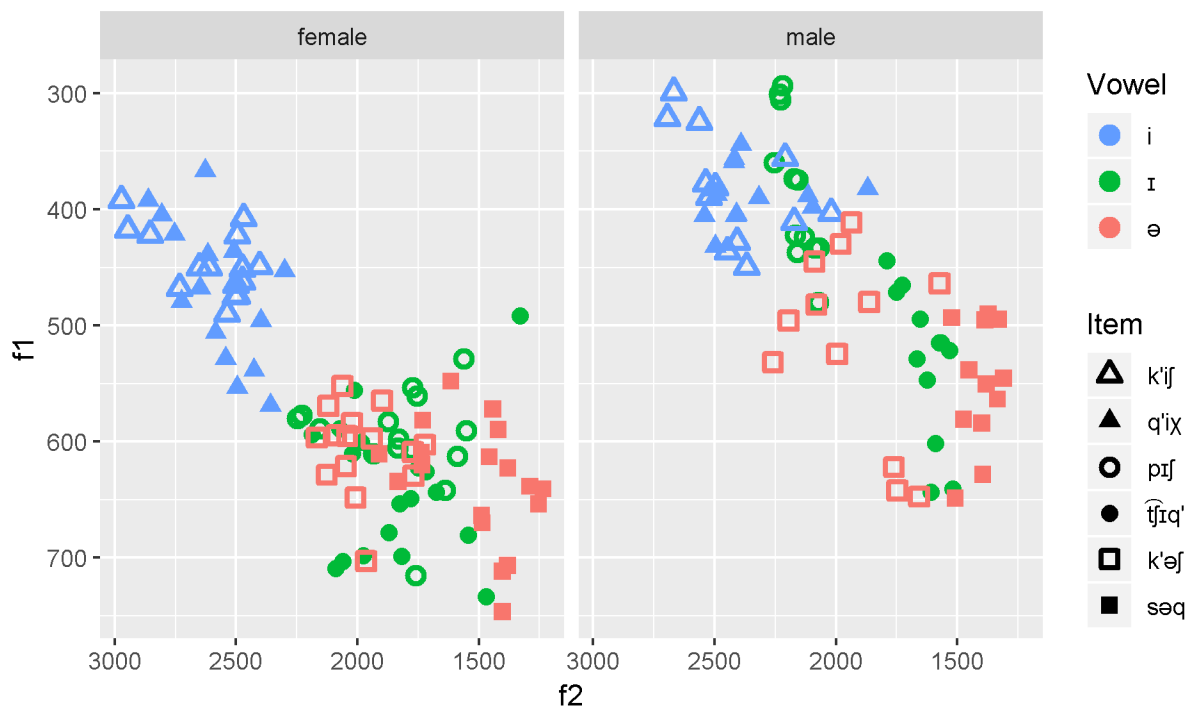 female
male
300
400
500
600
700
f1
3000
2500
2000
1500
3000
2500
2000
1500
f2
Vowel
i
ɪ
ə
Item
k'iʃ
q'iχ
pɪʃ
t͡ʃɪq'
k'əʃ
səq